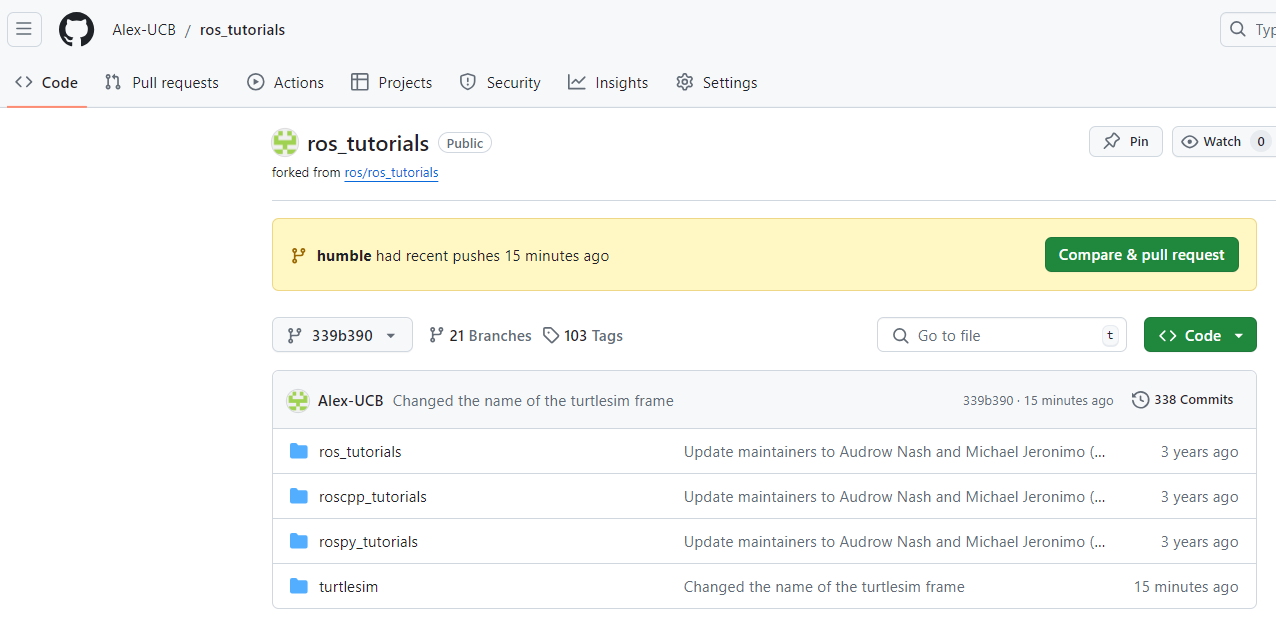 Alex-UCB / ros_tutorials
Code Pull requests Actions Projects Security Insights Settings
ros_tutorials Public
Pin Watch 0
forked from ros/ros_tutorials
humble had recent pushes 15 minutes ago
Compare & pull request
339b390 21 Branches 103 Tags
Go to file t
Code
Alex-UCB Changed the name of the turtlesim frame 339b390 · 15 minutes ago 338 Commits
ros_tutorials Update maintainers to Audrow Nash and Michael Jeronimo (... 3 years ago
roscpp_tutorials Update maintainers to Audrow Nash and Michael Jeronimo (... 3 years ago
rospy_tutorials Update maintainers to Audrow Nash and Michael Jeronimo (... 3 years ago
turtlesim Changed the name of the turtlesim frame 15 minutes ago